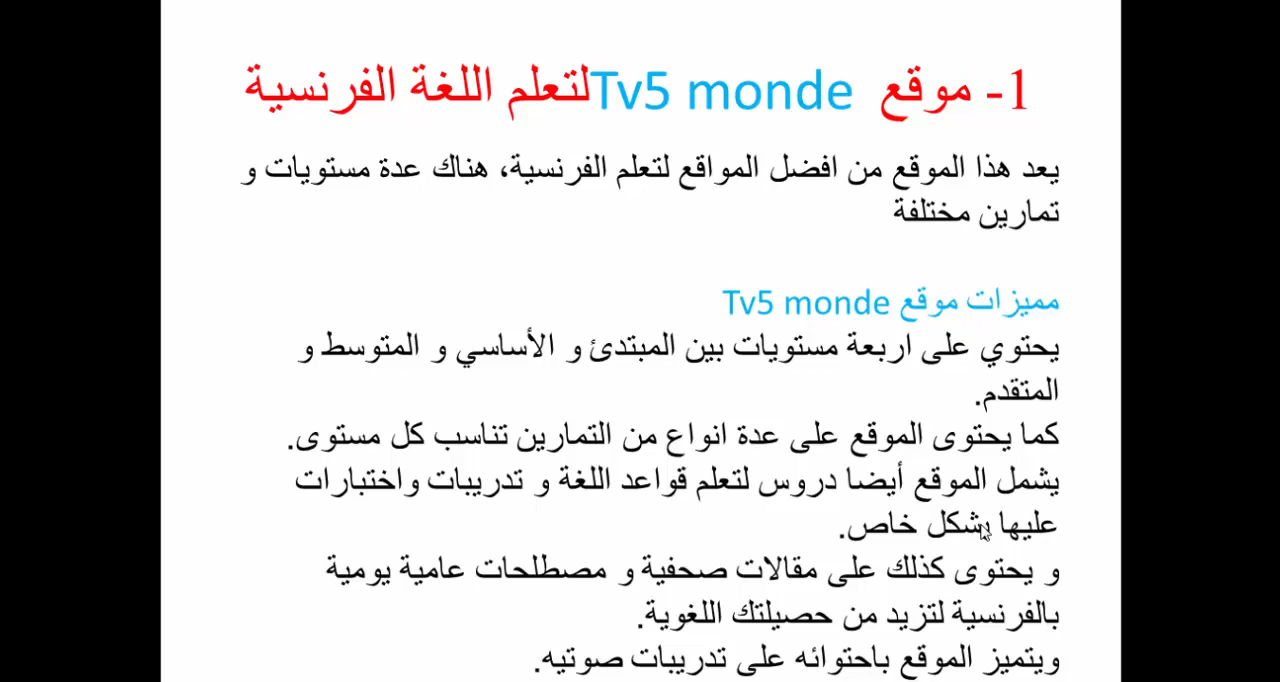 1- موقع Tv5 monde لتعلم اللغة الفرنسية
يعد هذا الموقع من افضل المواقع لتعلم الفرنسية، هناك عدة مستويات و
تمارين مختلفة
مميزات موقع Tv5 monde
يحتوي على اربعة مستويات بين المبتدئ و الأساسي و المتوسط و
المتقدم.
كما يحتوى الموقع على عدة انواع من التمارين تناسب كل مستوى.
يشمل الموقع أيضا دروس لتعلم قواعد اللغة و تدريبات واختبارات
عليها بشكل خاص.
و يحتوى كذلك على مقالات صحفية و مصطلحات عامية يومية
بالفرنسية لتزيد من حصيلتك اللغوية.
ويتميز الموقع باحتوائه على تدريبات صوتيه.